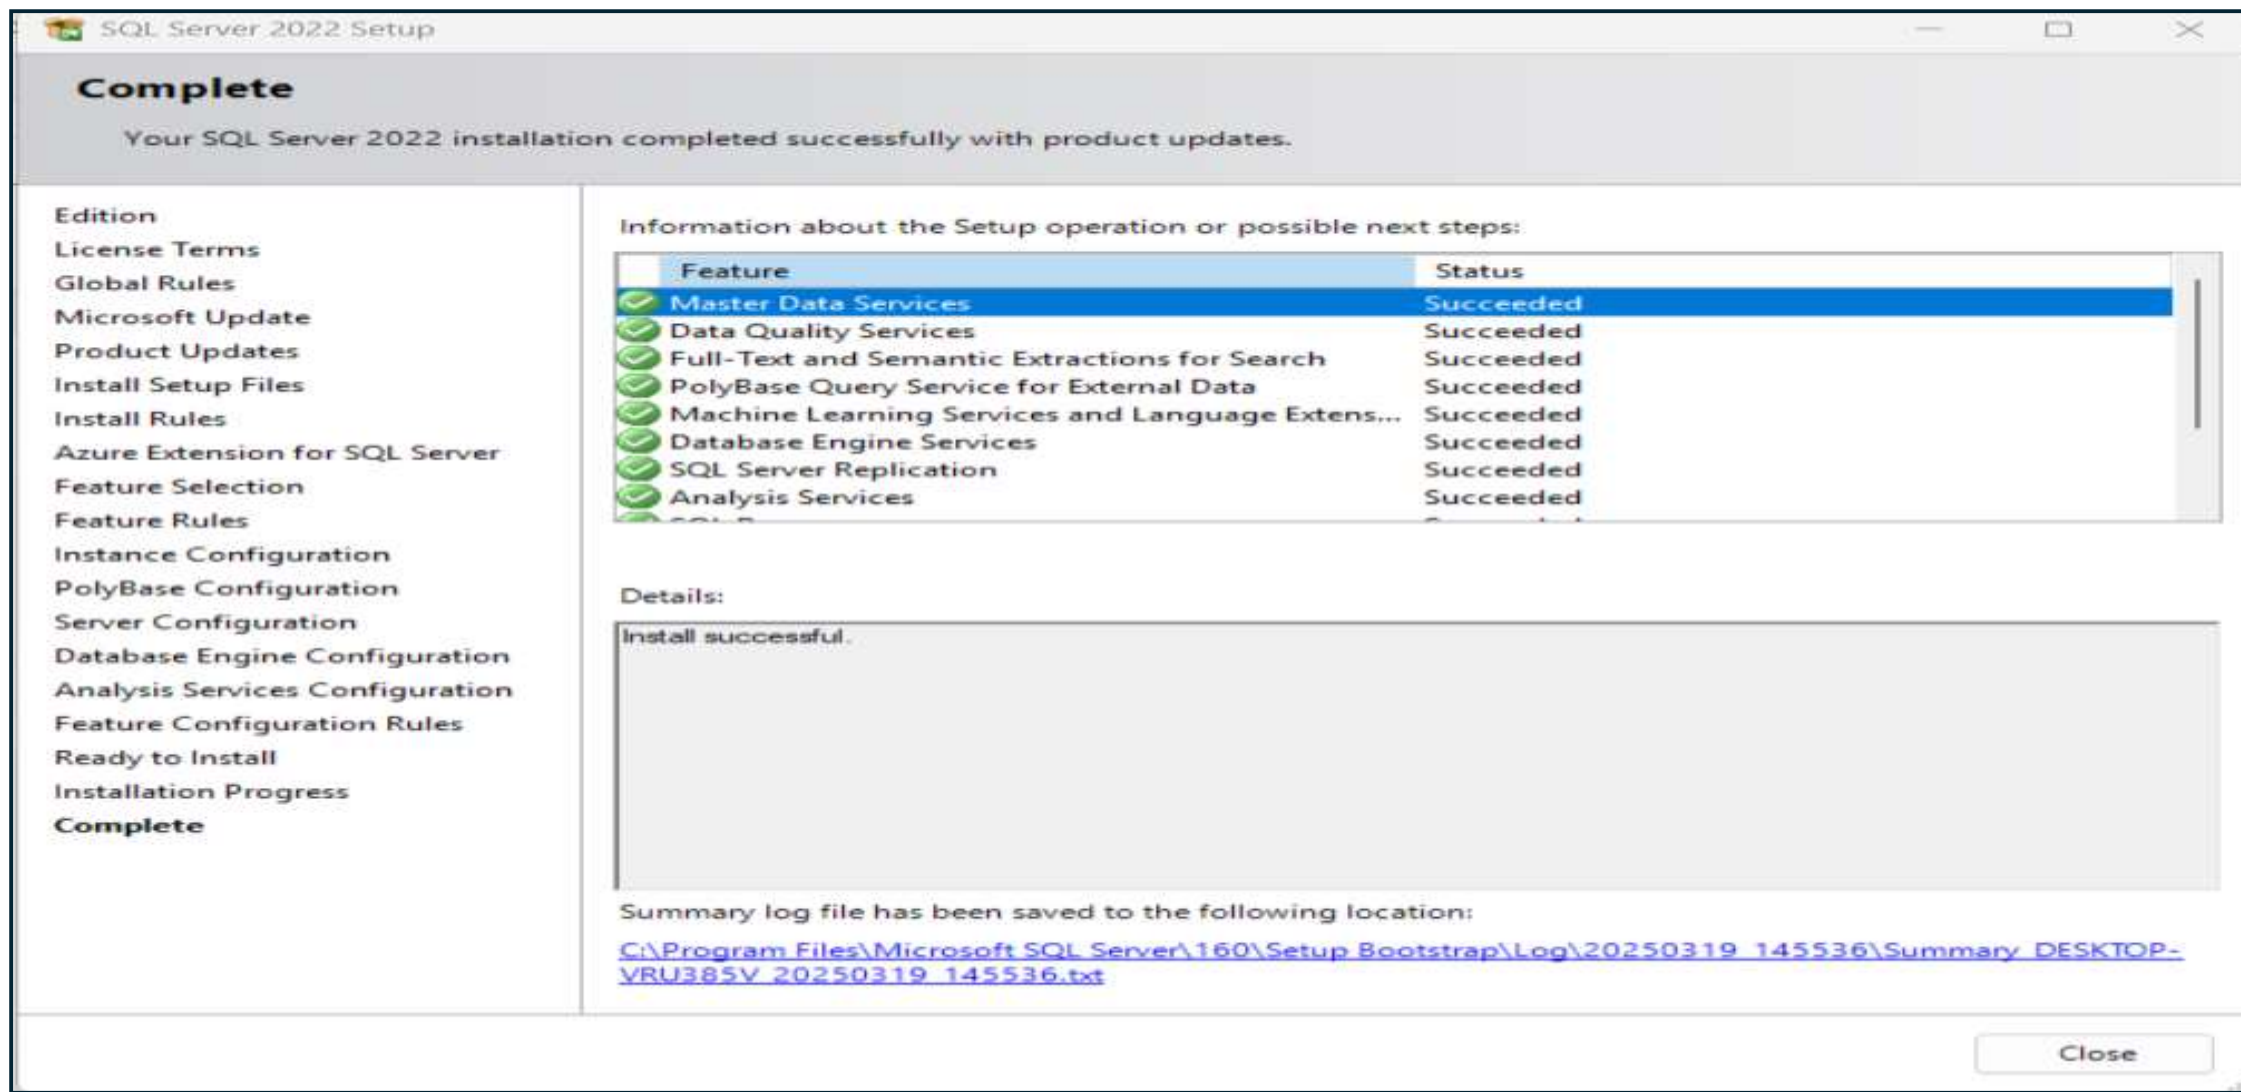 SQL Server 2022 Setup
Complete
Your SQL Server 2022 installation completed successfully with product updates.
Edition
License Terms
Global Rules
Microsoft Update
Product Updates
Install Setup Files
Install Rules
Azure Extension for SQL Server
Feature Selection
Feature Rules
Instance Configuration
PolyBase Configuration
Server Configuration
Database Engine Configuration
Analysis Services Configuration
Feature Configuration Rules
Ready to Install
Installation Progress
Complete
Information about the Setup operation or possible next steps:
Feature Status
Master Data Services Succeeded
Data Quality Services Succeeded
Full-Text and Semantic Extractions for Search Succeeded
PolyBase Query Service for External Data Succeeded
Machine Learning Services and Language Extens... Succeeded
Database Engine Services Succeeded
SQL Server Replication Succeeded
Analysis Services Succeeded
Details:
Install successful.
Summary log file has been saved to the following location:
C:\Program Files\Microsoft SQL Server\160\Setup Bootstrap\Log\20250319_145536\Summary_DESKTOP-
VRU385V_20250319_145536.txt
Close